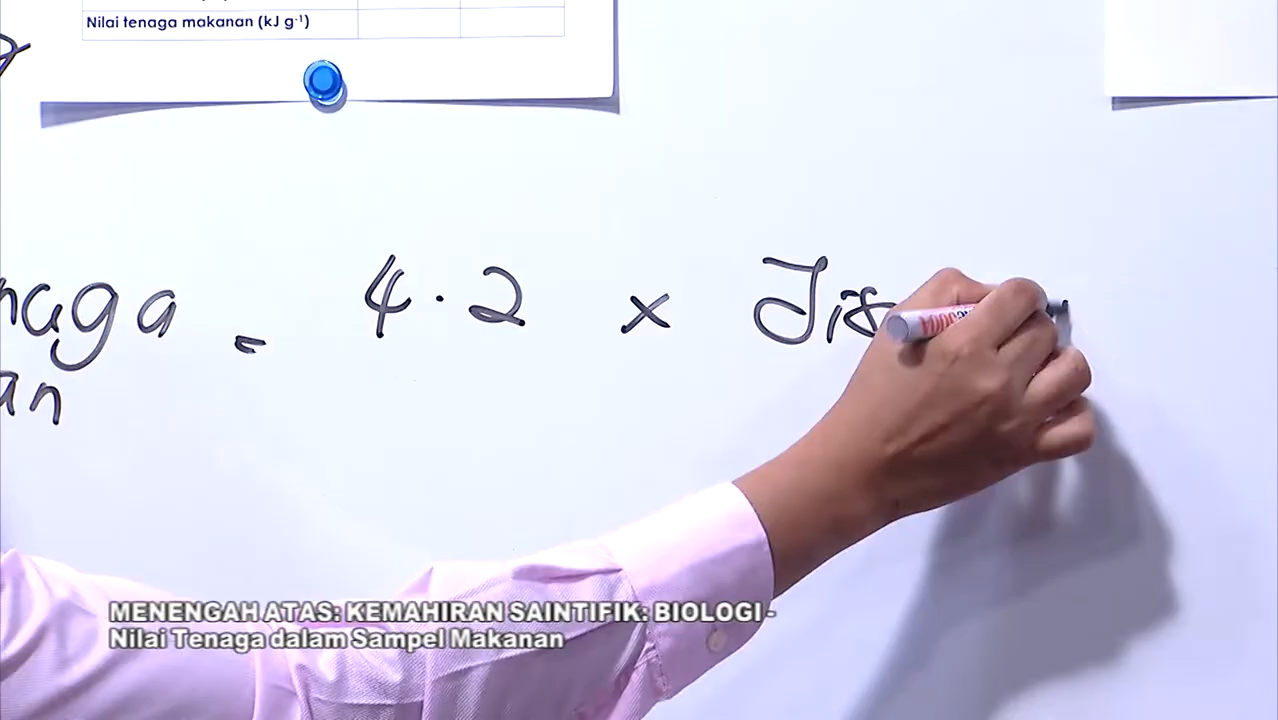 Nilai tenaga makanan (kJ g⁻¹)
naga = 4.2 x Jis
an
MENENGAH ATAS: KEMAHIRAN SAINTIFIK: BIOLOGI -
Nilai Tenaga dalam Sampel Makanan